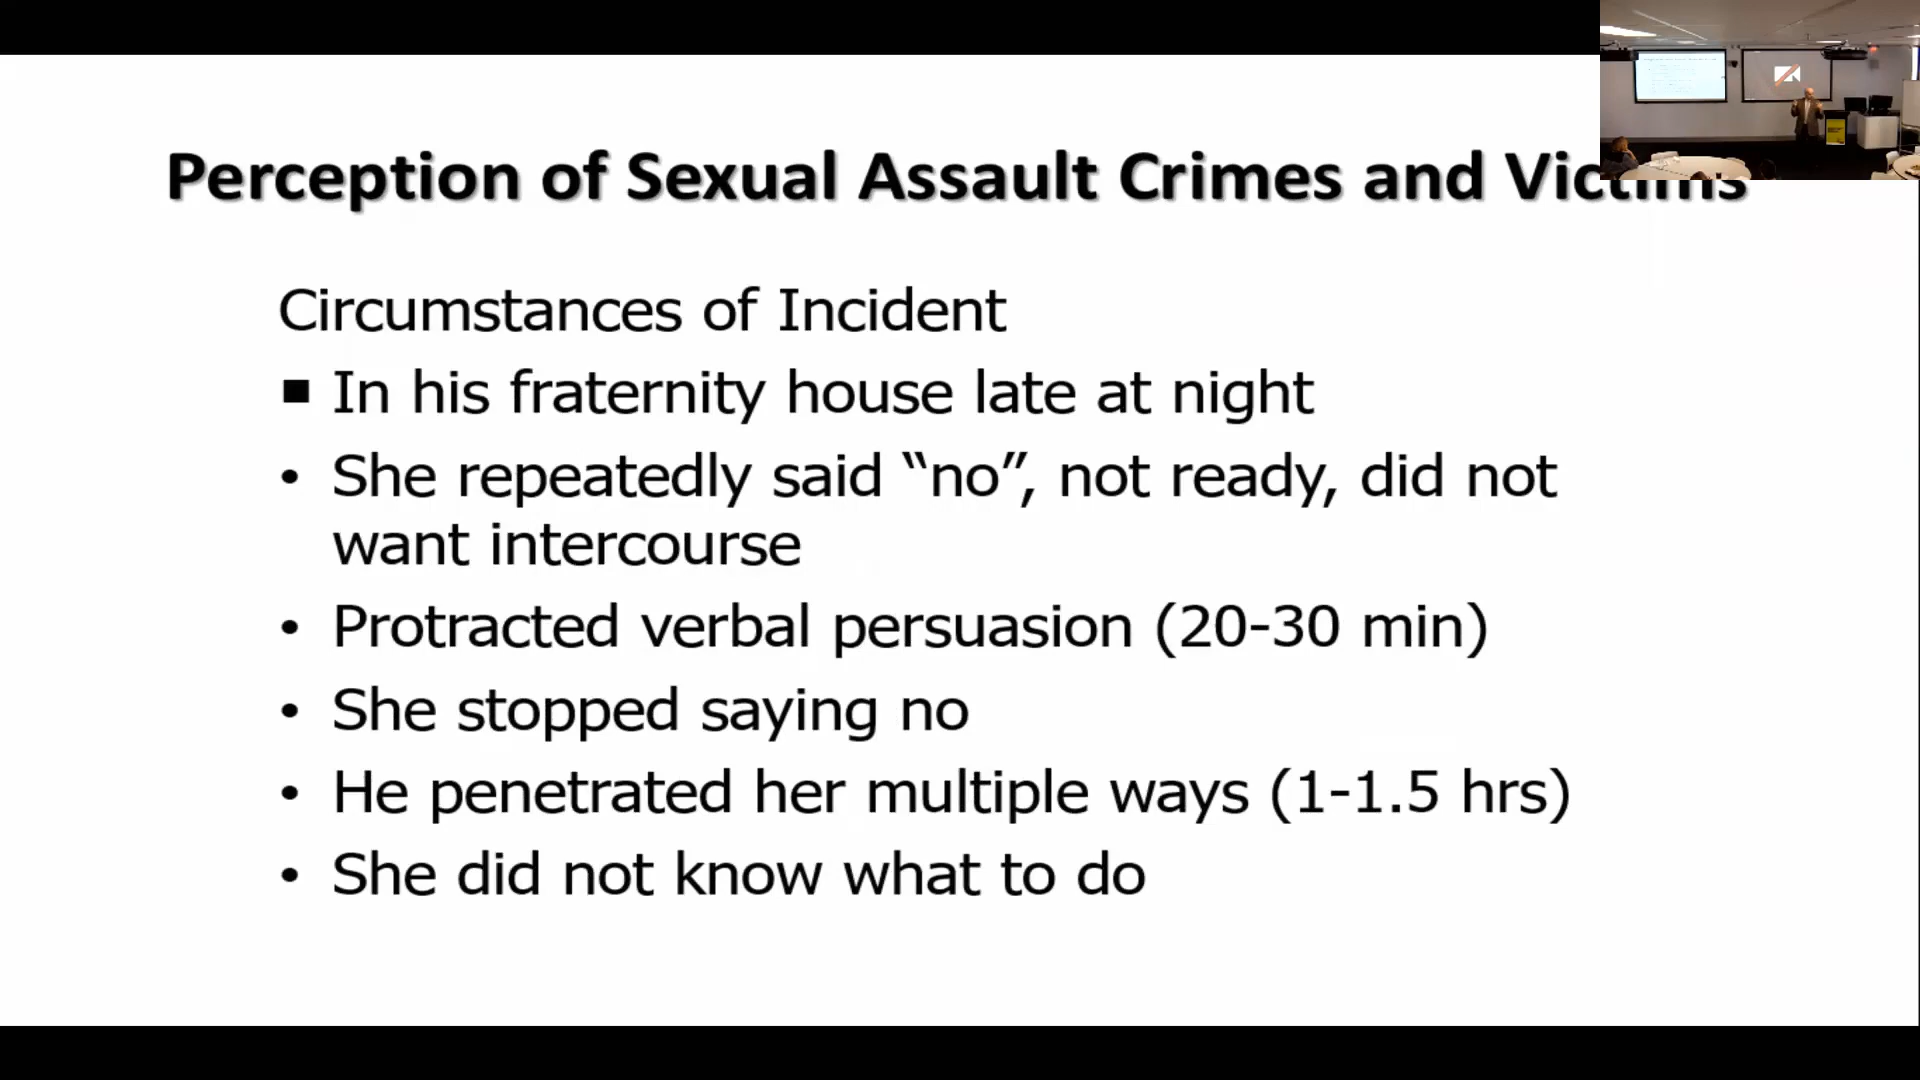 Perception of Sexual Assault Crimes and Victims
Circumstances of Incident
▪ In his fraternity house late at night
• She repeatedly said “no”, not ready, did not
want intercourse
• Protracted verbal persuasion (20-30 min)
• She stopped saying no
• He penetrated her multiple ways (1-1.5 hrs)
• She did not know what to do